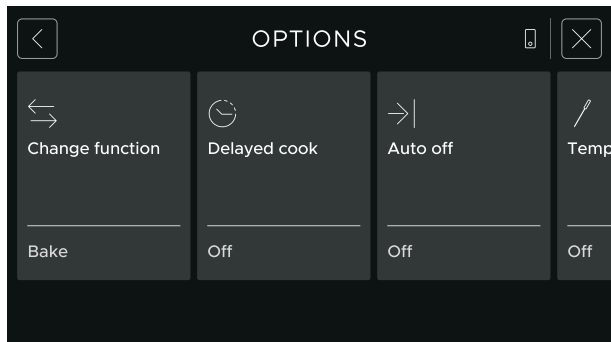 OPTIONS
Change function
Delayed cook
Auto off
Temp
Bake
Off
Off
Off